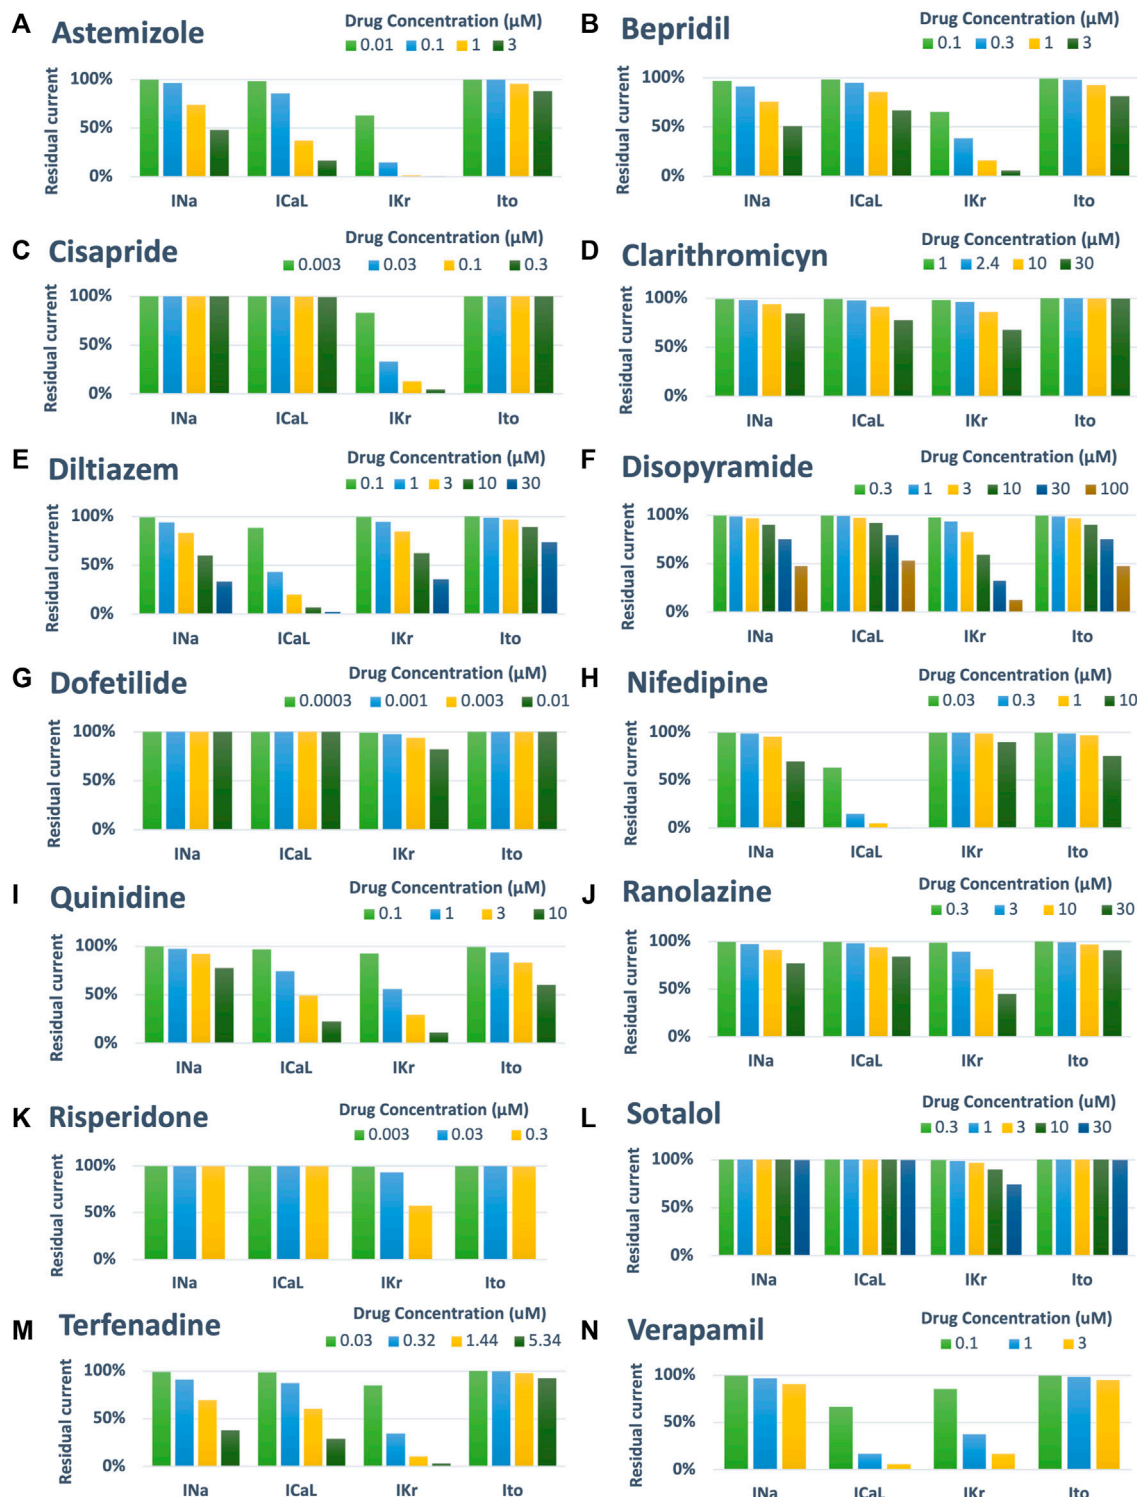 A Astemizole
Drug Concentration (μM)
0.01 0.1 1 3
Residual current
100%
50%
0%
INa ICaL IKr Ito
B Bepridil
Drug Concentration (μM)
0.1 0.3 1 3
Residual current
100%
50%
0%
INa ICaL IKr Ito
C Cisapride
Drug Concentration (μM)
0.003 0.03 0.1 0.3
Residual current
100%
50%
0%
INa ICaL IKr Ito
D Clarithromicyn
Drug Concentration (μM)
1 2.4 10 30
Residual current
100%
50%
0%
INa ICaL IKr Ito
E Diltiazem
Drug Concentration (μM)
0.1 1 3 10 30
Residual current
100%
50%
0%
INa ICaL IKr Ito
F Disopyramide
Drug Concentration (μM)
0.3 1 3 10 30 100
Residual current
100%
50%
0%
INa ICaL IKr Ito
G Dofetilide
Drug Concentration (μM)
0.0003 0.001 0.003 0.01
Residual current
100%
50%
0%
INa ICaL IKr Ito
H Nifedipine
Drug Concentration (μM)
0.03 0.3 1 10
Residual current
100%
50%
0%
INa ICaL IKr Ito
I Quinidine
Drug Concentration (μM)
0.1 1 3 10
Residual current
100%
50%
0%
INa ICaL IKr Ito
J Ranolazine
Drug Concentration (μM)
0.3 3 10 30
Residual current
100%
50%
0%
INa ICaL IKr Ito
K Risperidone
Drug Concentration (μM)
0.003 0.03 0.3
Residual current
100%
50%
0%
INa ICaL IKr Ito
L Sotalol
Drug Concentration (uM)
0.3 1 3 10 30
Residual current
100%
50%
0%
INa ICaL IKr Ito
M Terfenadine
Drug Concentration (uM)
0.03 0.32 1.44 5.34
Residual current
100%
50%
0%
INa ICaL IKr Ito
N Verapamil
Drug Concentration (uM)
0.1 1 3
Residual current
100%
50%
0%
INa ICaL IKr Ito